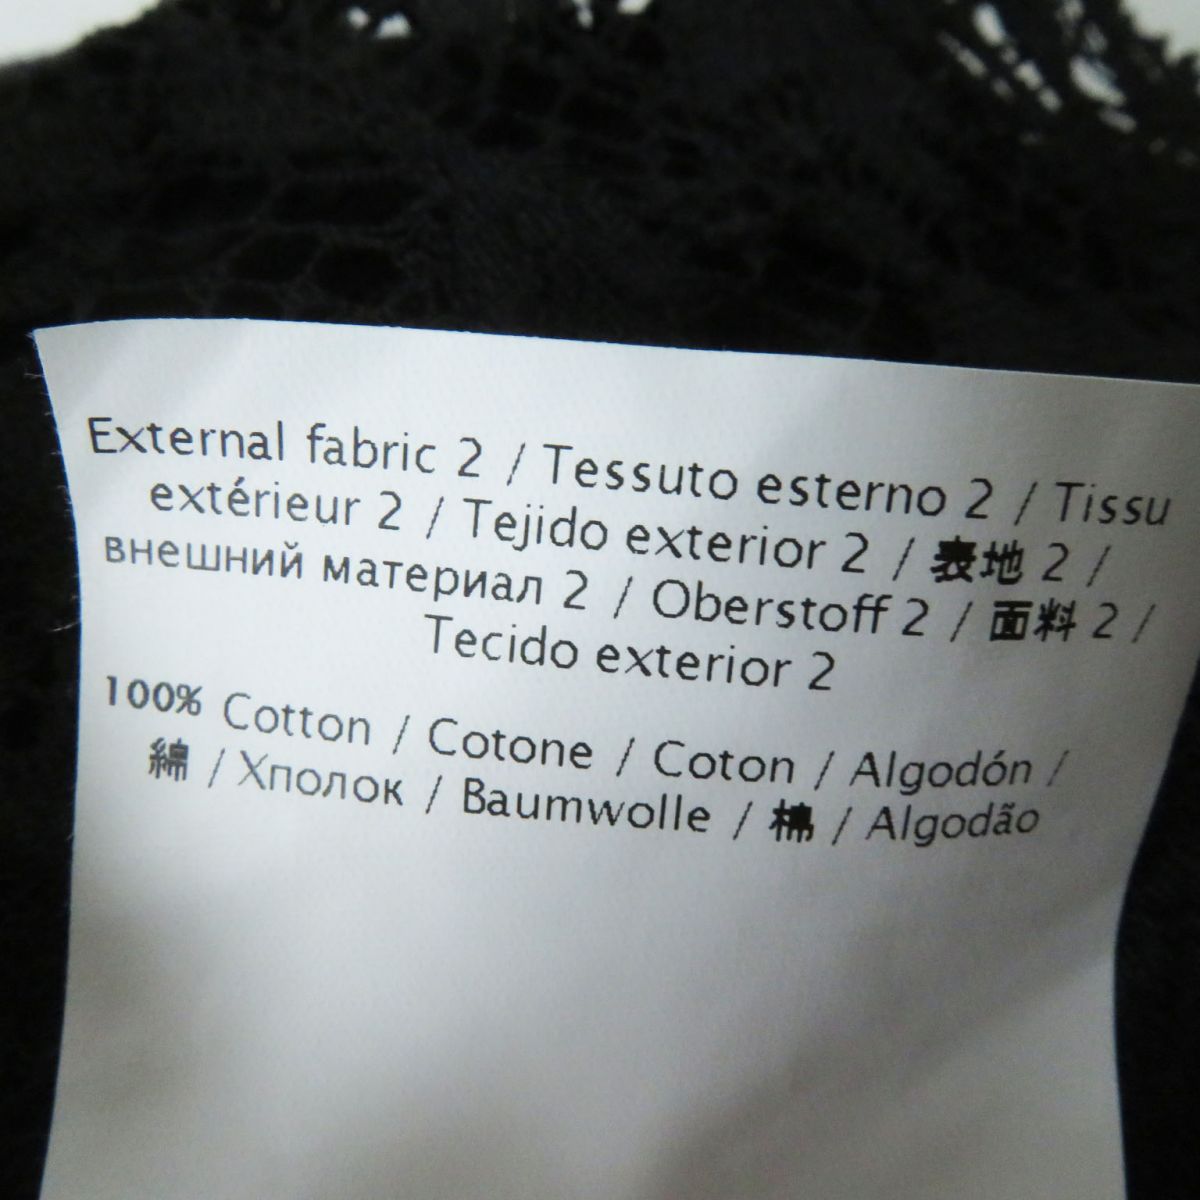 External fabric 2 / Tessuto esterno 2 / Tissu
extérieur 2 / Tejido exterior 2 / 表地 2 /
внешний материал 2 / Oberstoff 2 / 面料 2 /
Tecido exterior 2
100% Cotton / Cotone / Coton / Algodón /
綿 / Хполок / Baumwolle / 棉 / Algodão